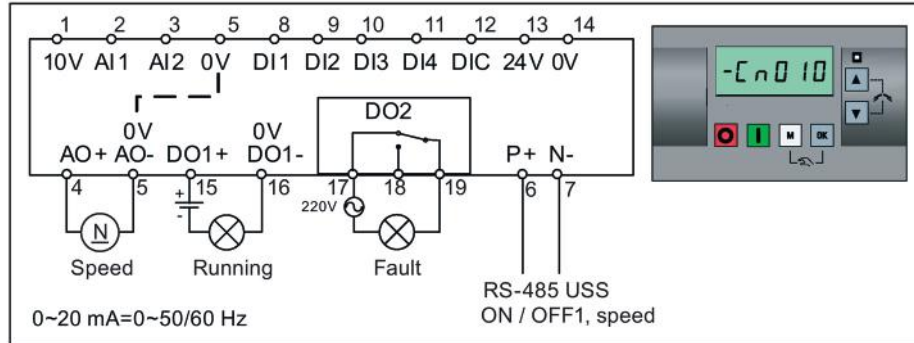 1 2 3 5 8 9 10 11 12 13 14
10V AI1 AI2 0V DI1 DI2 DI3 DI4 DIC 24V 0V
-Cn010
DO2
0V 0V
AO+ AO- DO1+ DO1- P+ N-
M OK
4 5 15 16 17 18 19 6 7
+
-
220V
N
Speed Running Fault
RS-485 USS
ON / OFF1, speed
0~20 mA=0~50/60 Hz